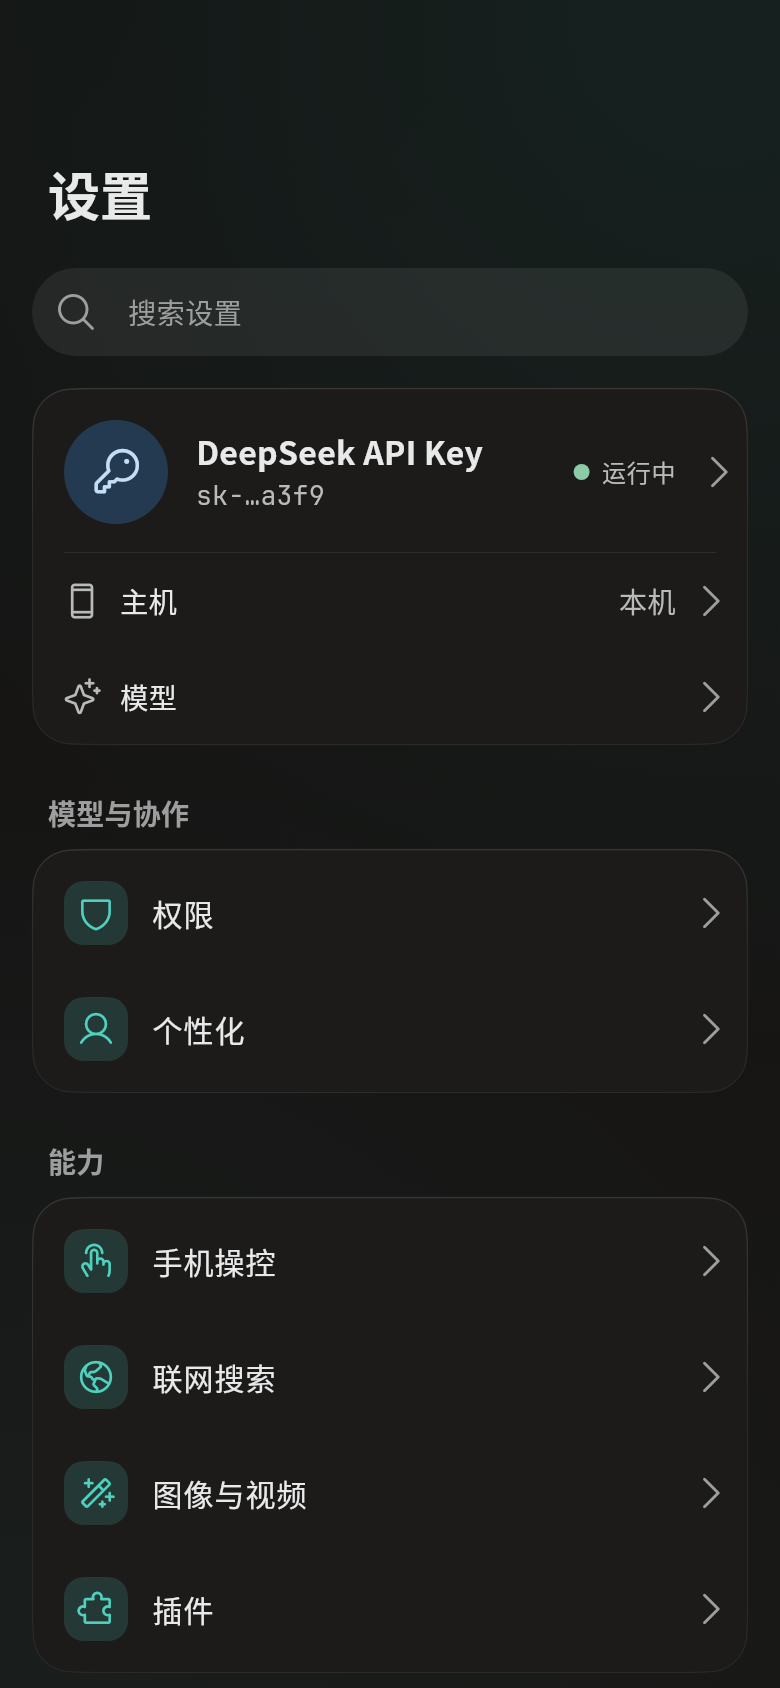 设置
搜索设置
DeepSeek API Key
sk-…a3f9
运行中
主机
本机
模型
模型与协作
权限
个性化
能力
手机操控
联网搜索
图像与视频
插件